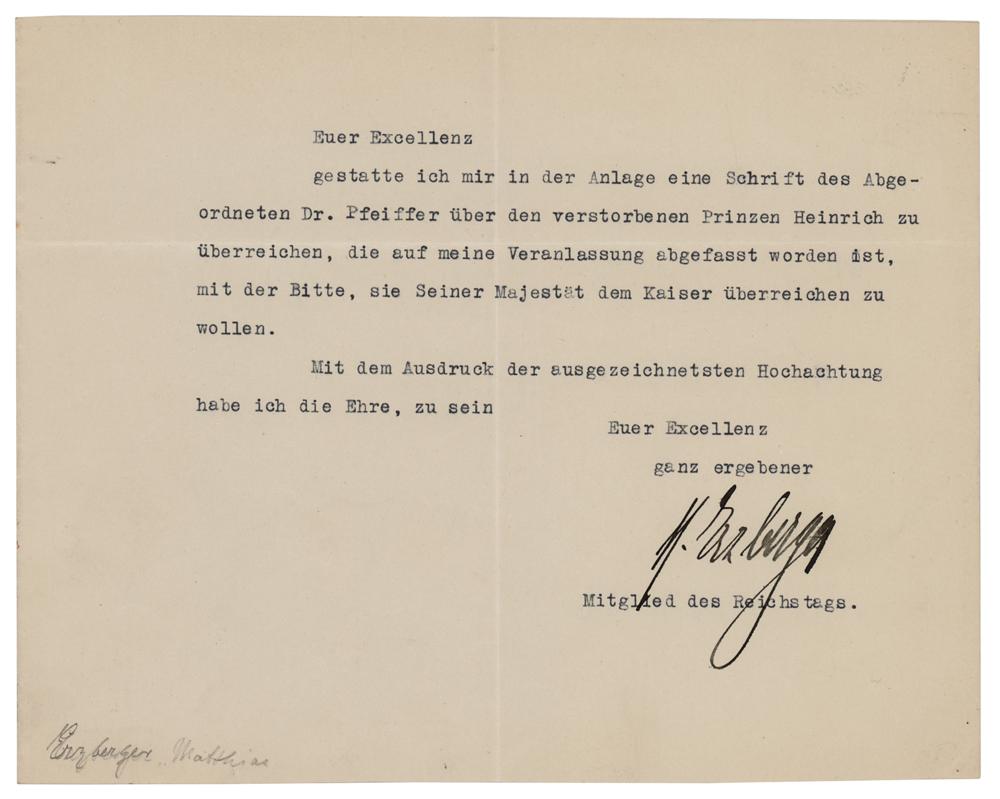 Euer Excellenz
gestatte ich mir in der Anlage eine Schrift des Abge-
ordneten Dr. Pfeiffer über den verstorbenen Prinzen Heinrich zu
überreichen, die auf meine Veranlassung abgefasst worden ist,
mit der Bitte, sie Seiner Majestät dem Kaiser überreichen zu
wollen.
Mit dem Ausdruck der ausgezeichnetsten Hochachtung
habe ich die Ehre, zu sein
Euer Excellenz
ganz ergebener
M. Erzberger
Mitglied des Reichstags.
Erzberger, Matthias